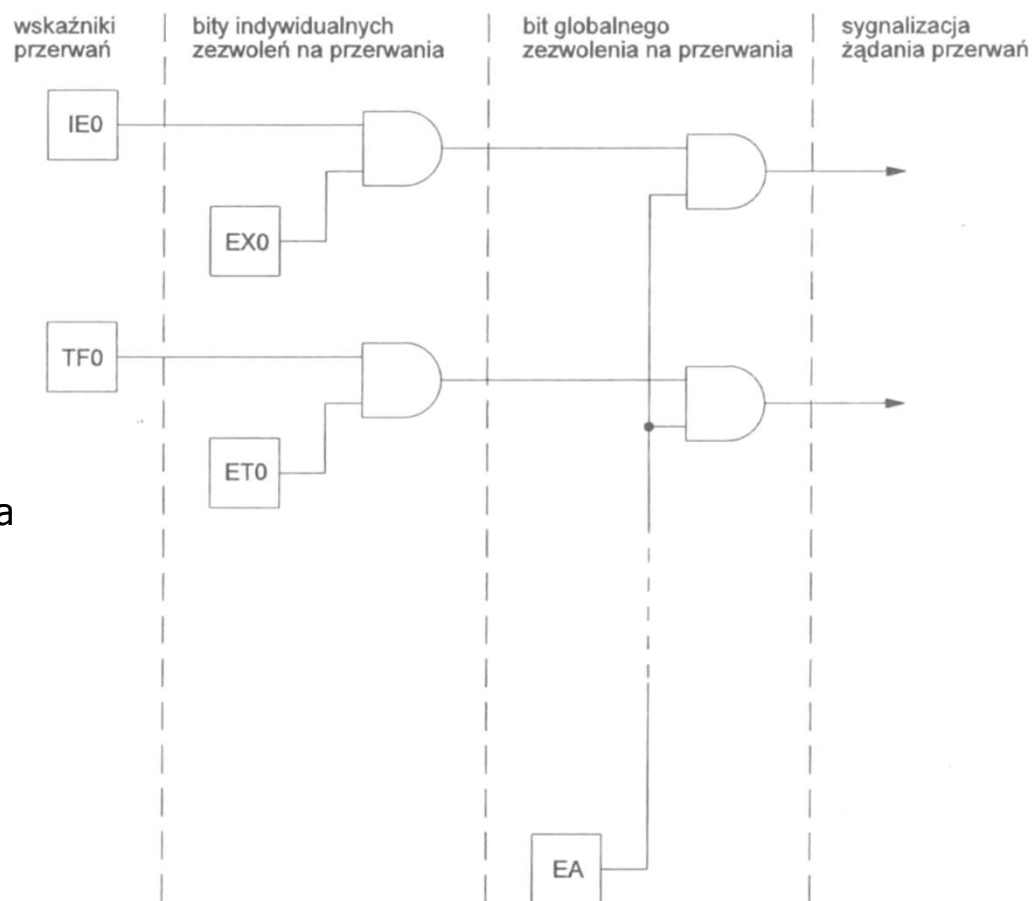 wskaźniki
przerwań
bity indywidualnych
zezwoleń na przerwania
bit globalnego
zezwolenia na przerwania
sygnalizacja
żądania przerwań
IE0
EX0
TF0
ET0
a
EA